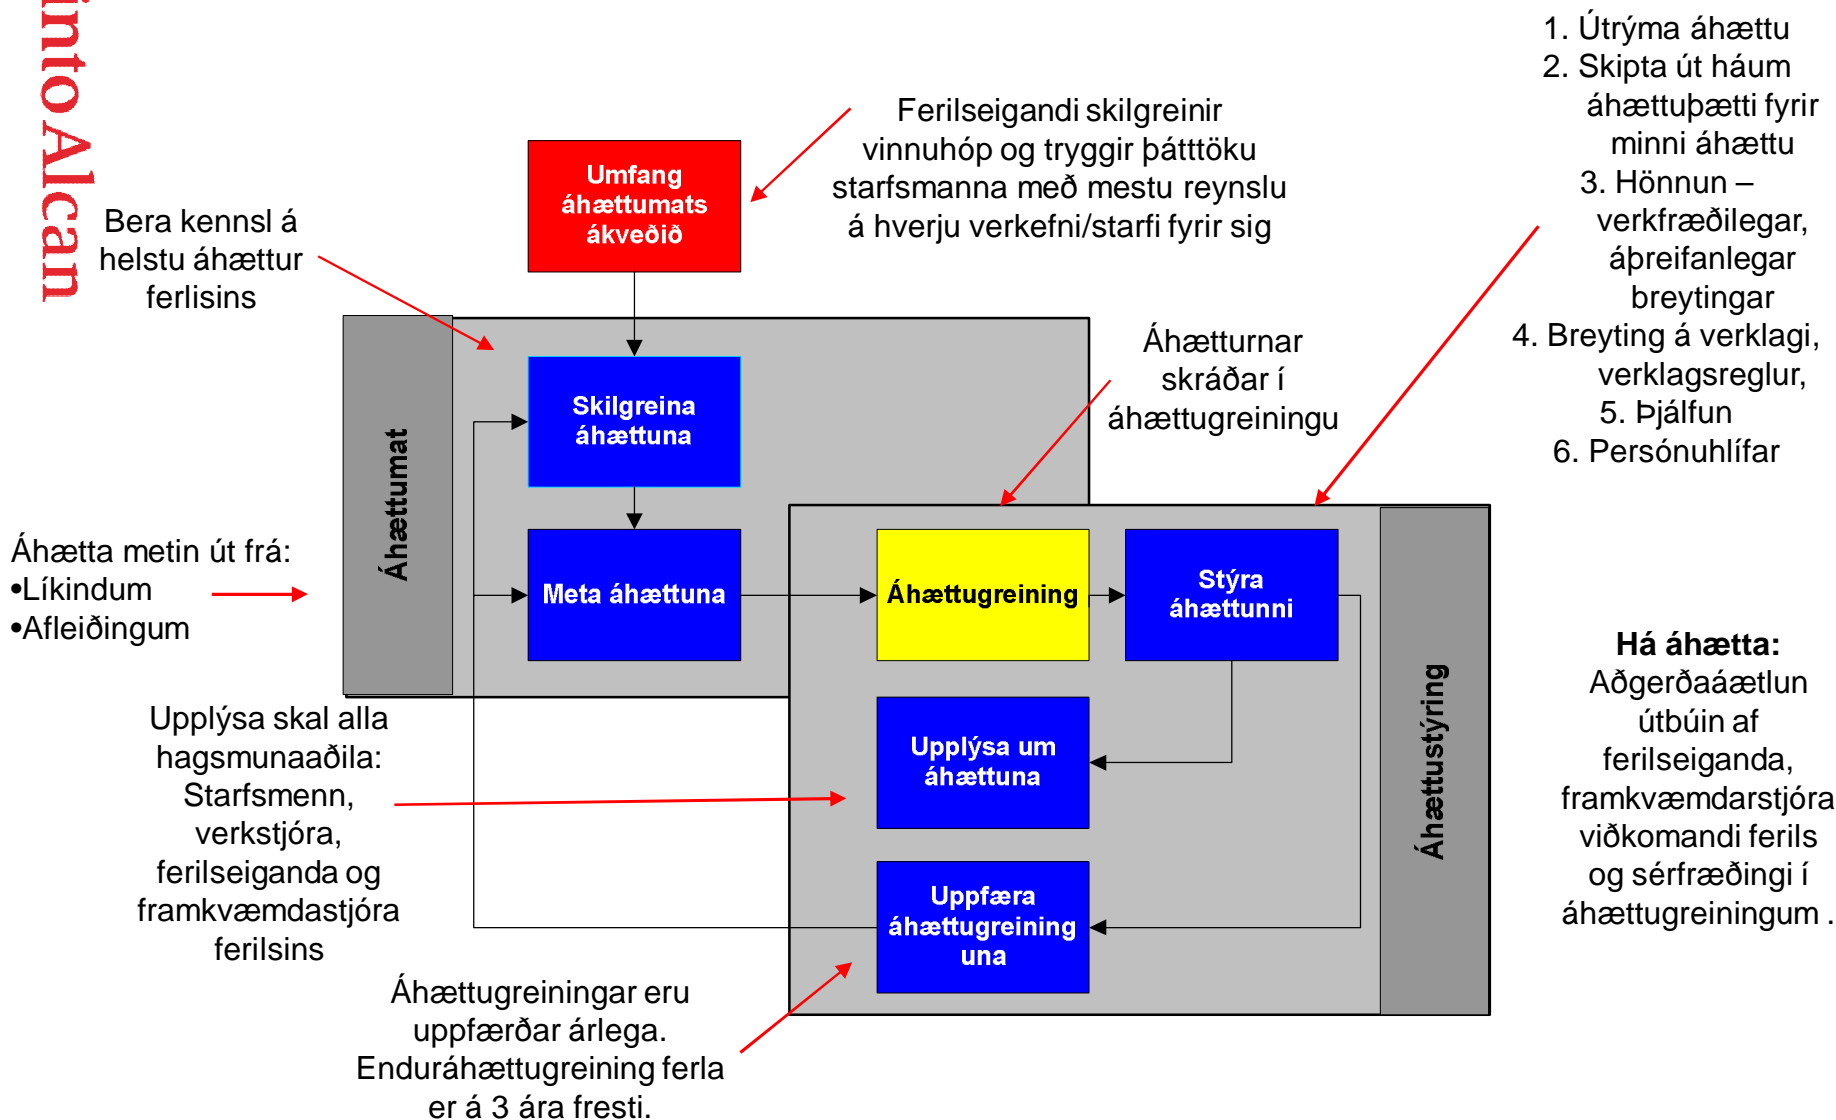 into Alcan
Bera kennsl á
helstu áhættur
ferlisins
Umfang
áhættumats
ákveðið
Ferilseigandi skilgreinir
vinnuhóp og tryggir þátttöku
starfsmanna með mestu reynslu
á hverju verkefni/starfi fyrir sig
1. Útrýma áhættu
2. Skipta út háum
áhættuþætti fyrir
minni áhættu
3. Hönnun –
verkfræðilegar,
áþreifanlegar
breytingar
4. Breyting á verklagi,
verklagsreglur,
5. Þjálfun
6. Persónuhlífar
Áhættumat
Skilgreina
áhættuna
Áhætturnar
skráðar í
áhættugreiningu
Áhætta metin út frá:
•Líkindum
•Afleiðingum
Meta áhættuna
Áhættugreining
Stýra
áhættunni
Áhættustýring
Há áhætta:
Aðgerðaáætlun
útbúin af
ferilseiganda,
framkvæmdarstjóra
viðkomandi ferils
og sérfræðingi í
áhættugreiningum .
Upplýsa skal alla
hagsmunaaðila:
Starfsmenn,
verkstjóra,
ferilseiganda og
framkvæmdastjóra
ferilsins
Upplýsa um
áhættuna
Uppfæra
áhættugreining
una
Áhættugreiningar eru
uppfærðar árlega.
Enduráhættugreining ferla
er á 3 ára fresti.